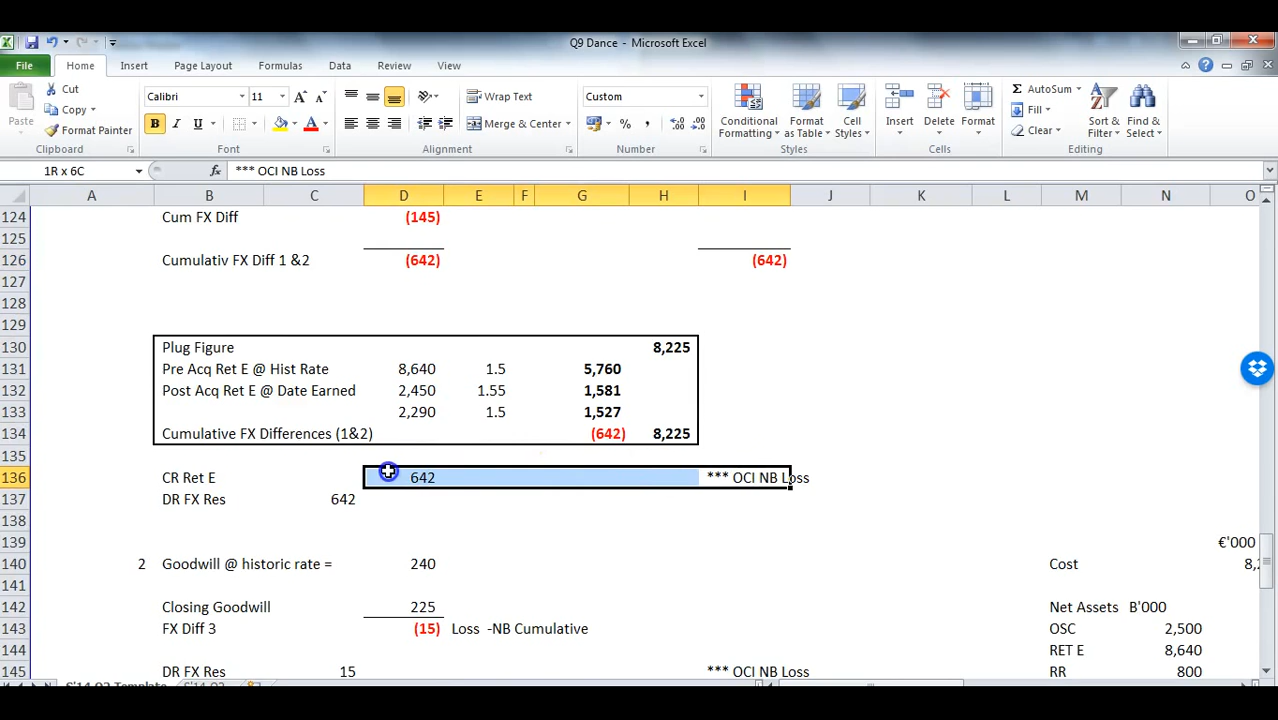 Q9 Dance - Microsoft Excel
File Home Insert Page Layout Formulas Data Review View
Paste
Cut
Copy
Format Painter
Clipboard
Calibri 11
B I U
Font
Wrap Text
Merge & Center
Alignment
Custom
Number
Conditional Formatting
Format as Table
Cell Styles
Styles
Insert
Delete
Format
Cells
AutoSum
Fill
Clear
Sort & Filter
Find & Select
Editing
1R x 6C fx *** OCI NB Loss
A B C D E F G H I J K L M N O
124 Cum FX Diff (145)
125
126 Cumulativ FX Diff 1 &2 (642) (642)
127
128
129
130 Plug Figure 8,225
131 Pre Acq Ret E @ Hist Rate 8,640 1.5 5,760
132 Post Acq Ret E @ Date Earned 2,450 1.55 1,581
133 2,290 1.5 1,527
134 Cumulative FX Differences (1&2) (642) 8,225
135
136 CR Ret E 642 *** OCI NB Loss
137 DR FX Res 642
138
139 €'000
140 2 Goodwill @ historic rate = 240 Cost 8,2
141
142 Closing Goodwill 225 Net Assets B'000
143 FX Diff 3 (15) Loss -NB Cumulative OSC 2,500
144 RET E 8,640
145 DR FX Res 15 *** OCI NB Loss RR 800